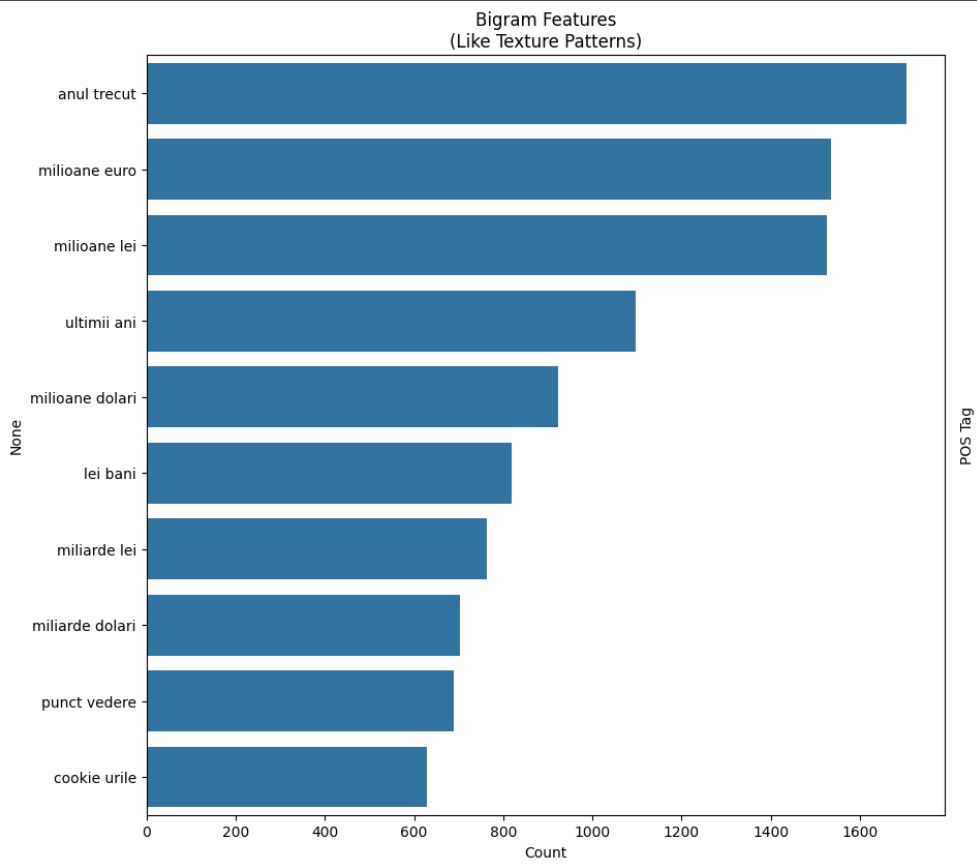 Bigram Features
(Like Texture Patterns)
anul trecut
milioane euro
milioane lei
ultimii ani
milioane dolari
lei bani
miliarde lei
miliarde dolari
punct vedere
cookie urile
None
POS Tag
0 200 400 600 800 1000 1200 1400 1600
Count